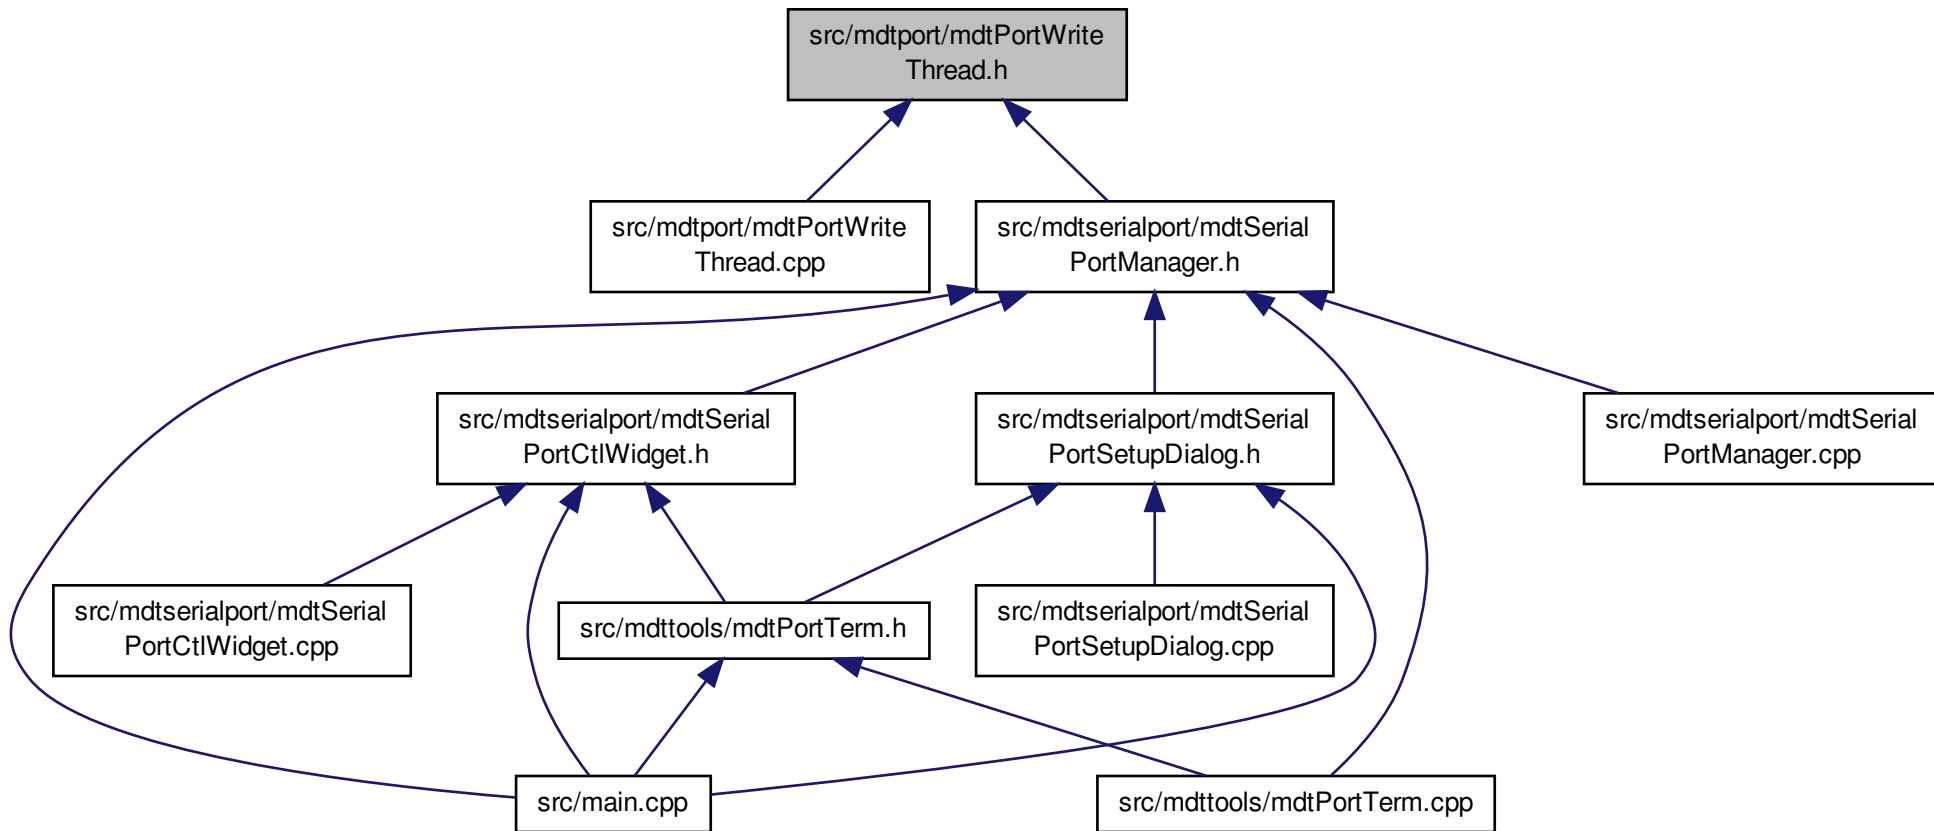 src/mdtport/mdtPortWrite
Thread.h
src/mdtport/mdtPortWrite
Thread.cpp
src/mdtserialport/mdtSerial
PortManager.h
src/mdtserialport/mdtSerial
PortCtlWidget.h
src/mdtserialport/mdtSerial
PortSetupDialog.h
src/mdtserialport/mdtSerial
PortManager.cpp
src/mdtserialport/mdtSerial
PortCtlWidget.cpp
src/mdttools/mdtPortTerm.h
src/mdtserialport/mdtSerial
PortSetupDialog.cpp
src/main.cpp
src/mdttools/mdtPortTerm.cpp